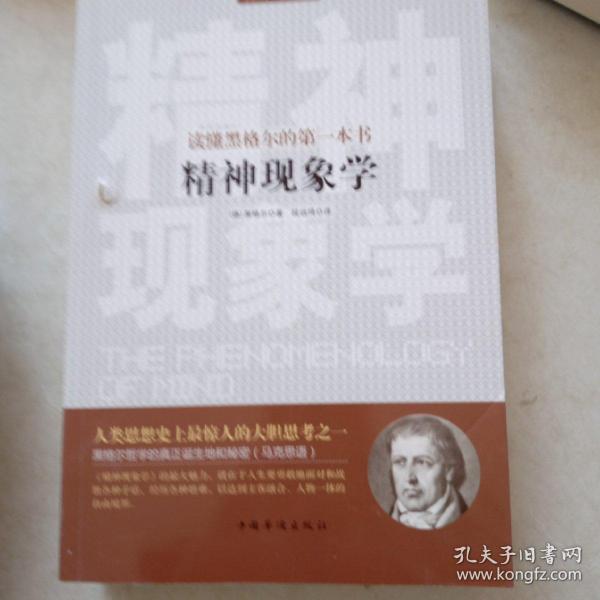 精神
现象学
读懂黑格尔的第一本书
精神现象学
THE PHENOMENOLOGY
OF MIND
人类思想史上最惊人的大胆思考之一
黑格尔哲学的真正诞生地和秘密（马克思语）
中国华侨出版社
孔夫子旧书网
www.kongfz.com